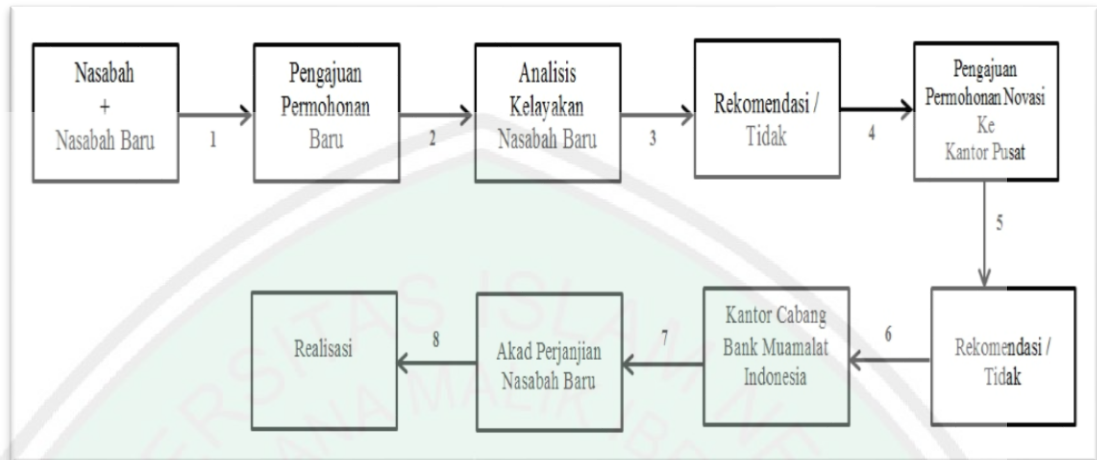 Nasabah
+
Nasabah Baru
1
Pengajuan
Permohonan
Baru
2
Analisis
Kelayakan
Nasabah Baru
3
Rekomendasi /
Tidak
4
Pengajuan
Permohonan Novasi
Ke
Kantor Pusat
5
Rekomendasi /
Tidak
6
Kantor Cabang
Bank Muamalat
Indonesia
7
Akad Perjanjian
Nasabah Baru
8
Realisasi